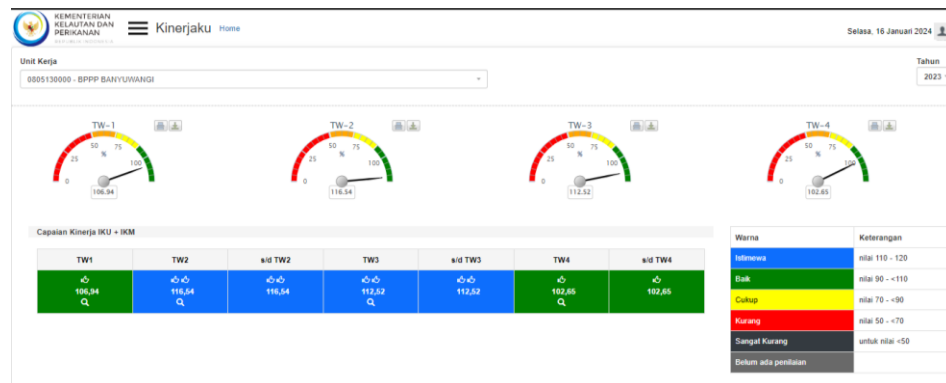 KEMENTERIAN
KELAUTAN DAN
PERIKANAN
REPUBLIK INDONESIA
Kinerjaku Home
Selasa, 16 Januari 2024
Unit Kerja
Tahun
0805130000 - BPPP BANYUWANGI
2023
TW-1
0
25
50
75
100
%
106.94
TW-2
0
25
50
75
100
%
116.54
TW-3
0
25
50
75
100
%
112.52
TW-4
0
25
50
75
100
%
102.65
Capaian Kinerja IKU + IKM
TW1 TW2 s/d TW2 TW3 s/d TW3 TW4 s/d TW4
106,94 116,54 116,54 112,52 112,52 102,65 102,65
Warna Keterangan
Istimewa nilai 110 - 120
Baik nilai 90 - <110
Cukup nilai 70 - <90
Kurang nilai 50 - <70
Sangat Kurang untuk nilai <50
Belum ada penilaian